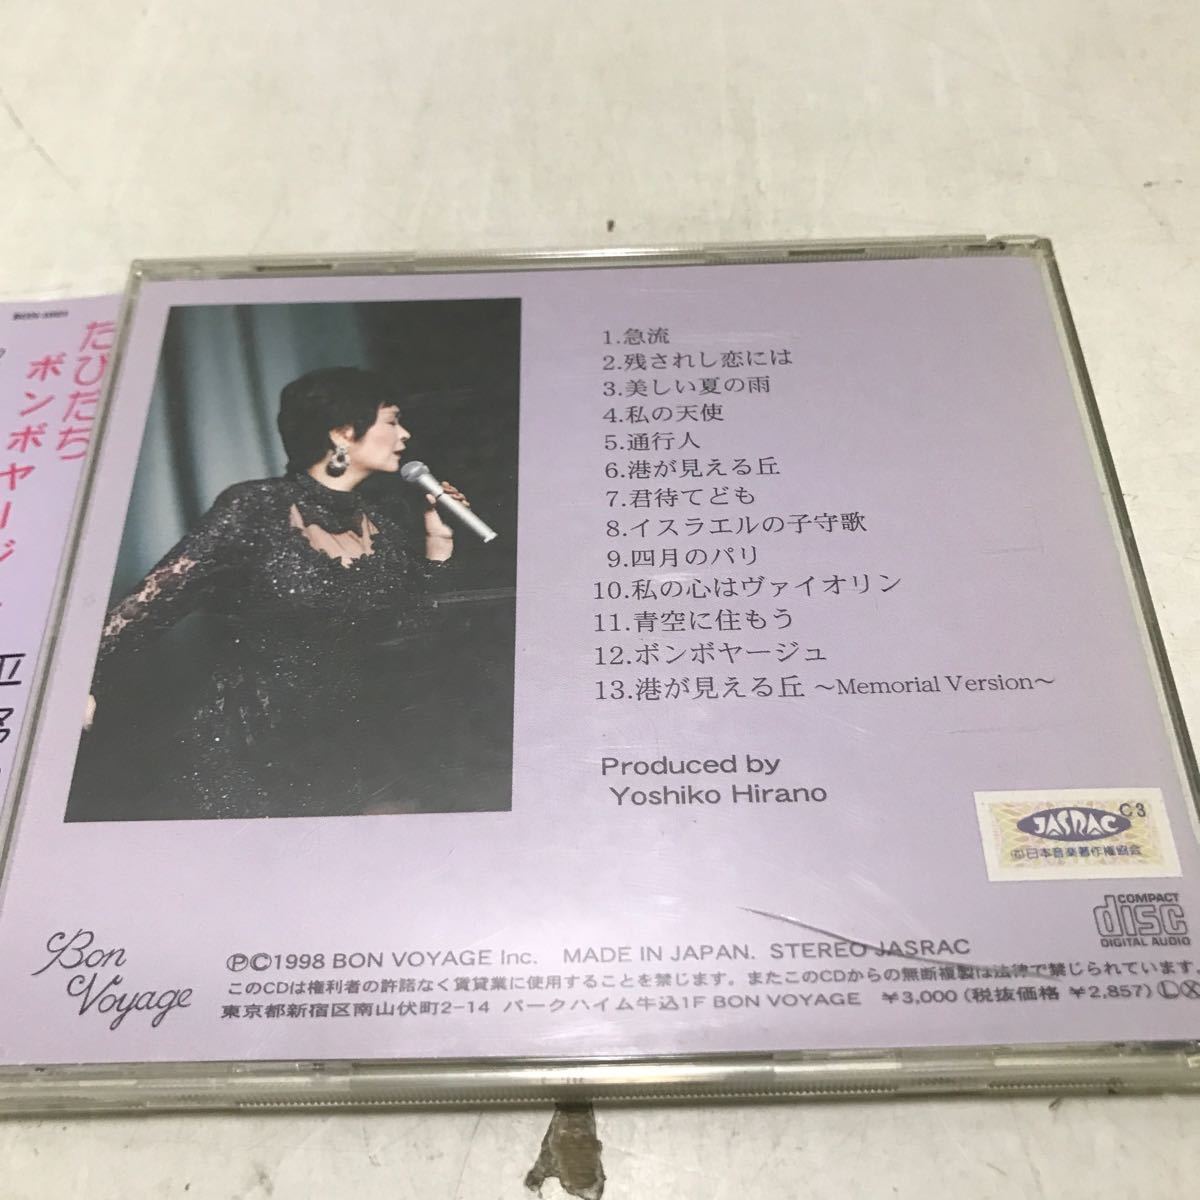 たびだち
ボンボヤージュ
平野
1.急流
2.残されし恋には
3.美しい夏の雨
4.私の天使
5.通行人
6.港が見える丘
7.君待てども
8.イスラエルの子守歌
9.四月のパリ
10.私の心はヴァイオリン
11.青空に住もう
12.ボンボヤージュ
13.港が見える丘 ～Memorial Version～
Produced by
Yoshiko Hirano
JASRAC C3
(社)日本音楽著作権協会
COMPACT
disc
DIGITAL AUDIO
Bon
Voyage
ⓅⒸ1998 BON VOYAGE Inc. MADE IN JAPAN. STEREO JASRAC
このCDは権利者の許諾なく賃貸業に使用することを禁じます。またこのCDからの無断複製は法律で禁じられています。
東京都新宿区南山伏町2-14 パークハイム牛込1F BON VOYAGE ¥3,000(税抜価格 ¥2,857)ⓁⓍ